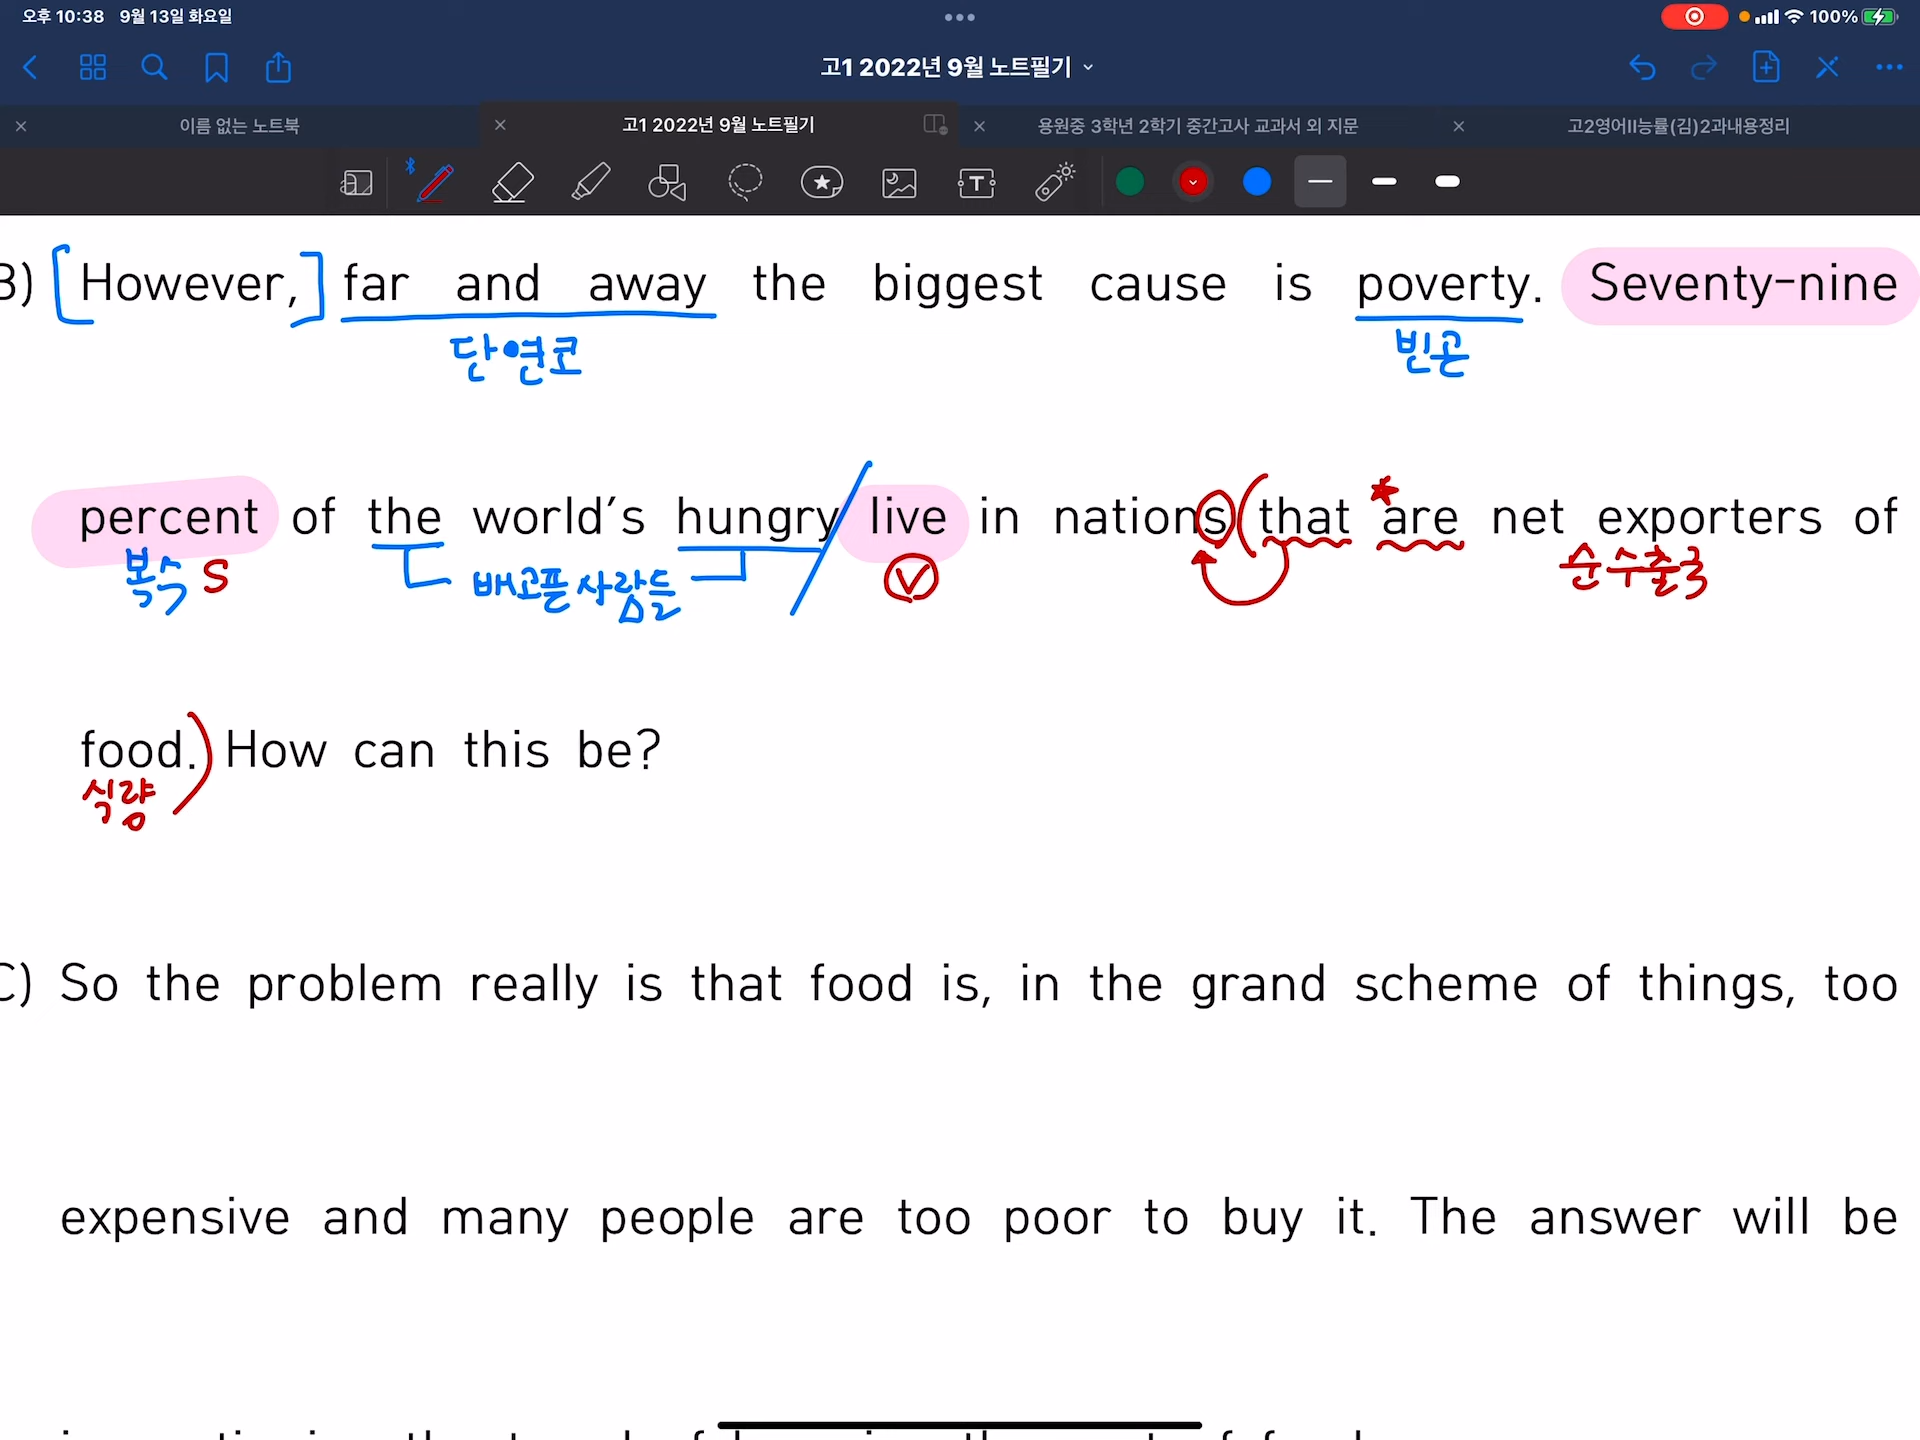 오후 10:38 9월 13일 화요일 100%
고1 2022년 9월 노트필기
이름 없는 노트북 고1 2022년 9월 노트필기 용원중 3학년 2학기 중간고사 교과서 외 지문 고2영어II능률(김)2과내용정리
B) [However,] far and away the biggest cause is poverty. Seventy-nine
단연코 빈곤
percent of the world's hungry / live in nations (that *are net exporters of
복수 S 배고픈 사람들 V 순수출국
food.) How can this be?
식량
C) So the problem really is that food is, in the grand scheme of things, too
expensive and many people are too poor to buy it. The answer will be